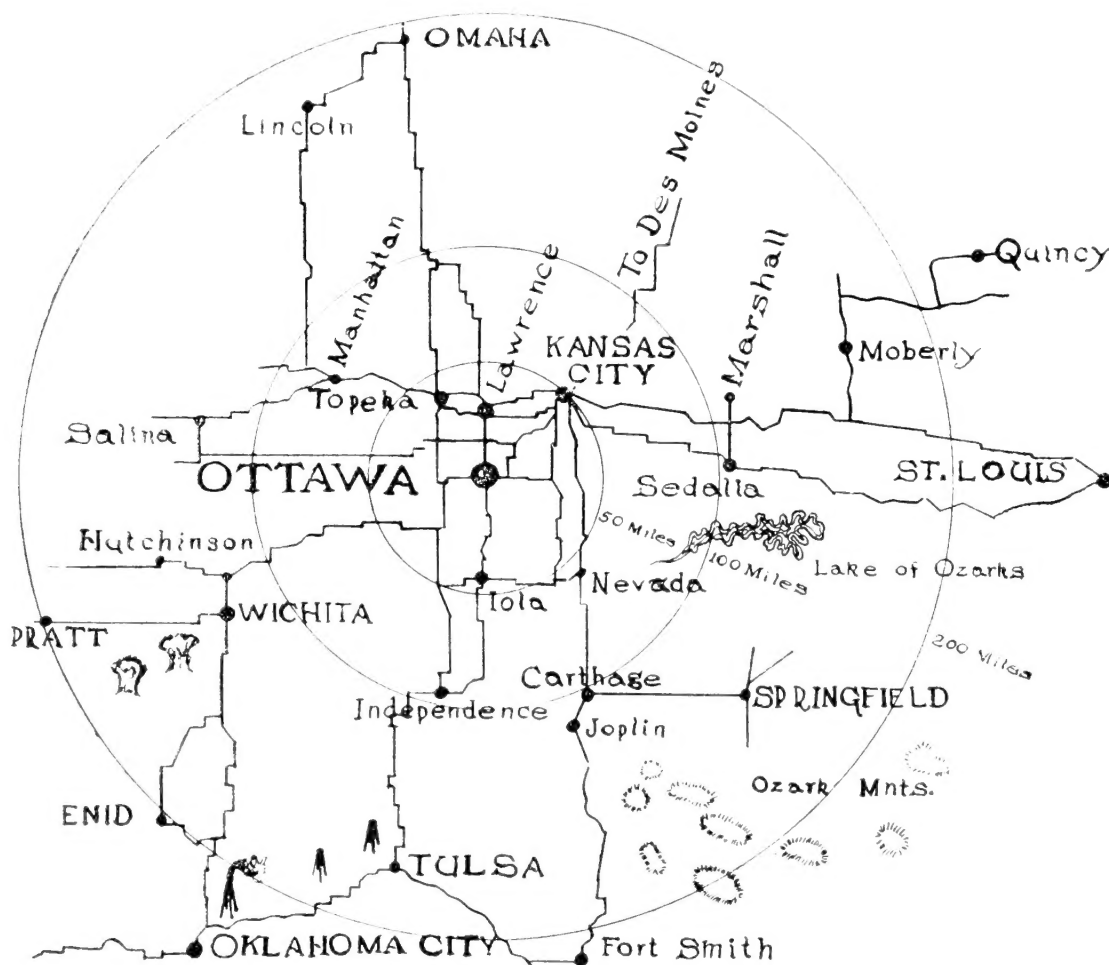 OMAHA
Lincoln
To Des Moines
Quincy
Manhattan
Lawrence
Marshall
Moberly
KANSAS
CITY
Topeka
Salina
OTTAWA
Sedalia
ST. LOUIS
50 Miles
100 Miles
Lake of Ozarks
Hutchinson
Iola
Nevada
WICHITA
PRATT
200 Miles
Carthage
SPRINGFIELD
Independence
Joplin
Ozark Mnts.
ENID
TULSA
OKLAHOMA CITY
Fort Smith